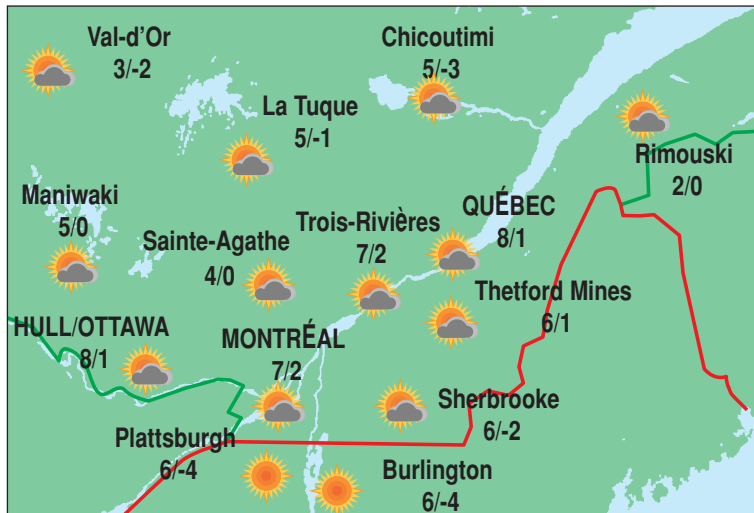 Val-d'Or
3/-2
Chicoutimi
5/-3
La Tuque
5/-1
Rimouski
2/0
Maniwaki
5/0
Sainte-Agathe
4/0
Trois-Rivières
7/2
QUÉBEC
8/1
Thetford Mines
6/1
HULL/OTTAWA
8/1
MONTRÉAL
7/2
Sherbrooke
6/-2
Plattsburgh
6/-4
Burlington
6/-4